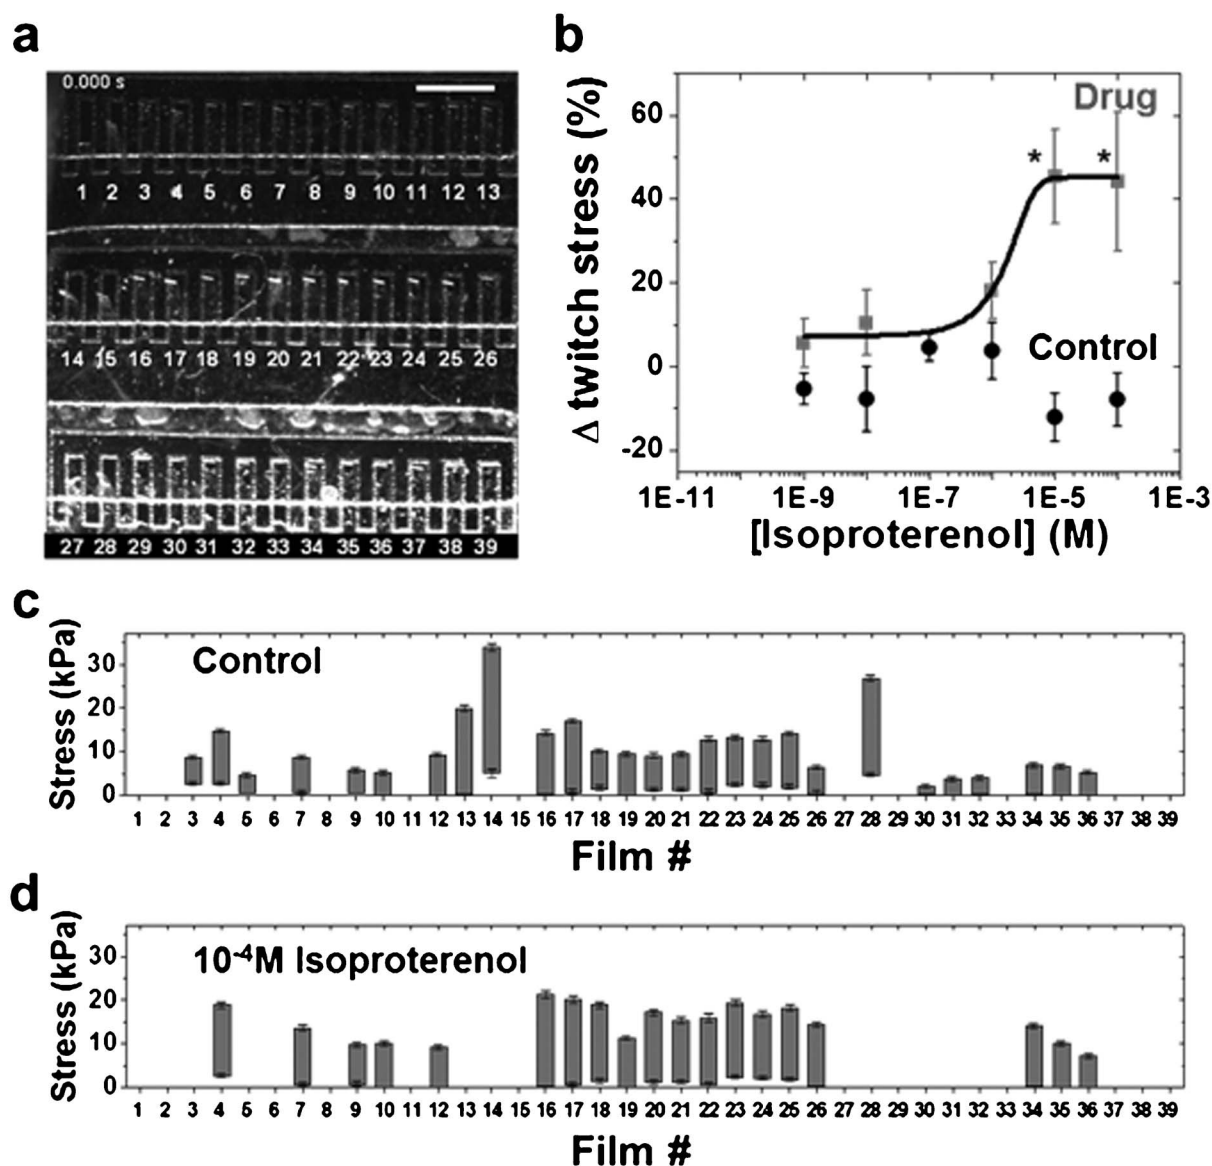 a
0.000 s
1 2 3 4 5 6 7 8 9 10 11 12 13
14 15 16 17 18 19 20 21 22 23 24 25 26
27 28 29 30 31 32 33 34 35 36 37 38 39
b
Δ twitch stress (%)
60
40
20
0
-20
Drug
* *
Control
1E-11 1E-9 1E-7 1E-5 1E-3
[Isoproterenol] (M)
c
Stress (kPa)
30
20
10
0
Control
1 2 3 4 5 6 7 8 9 10 11 12 13 14 15 16 17 18 19 20 21 22 23 24 25 26 27 28 29 30 31 32 33 34 35 36 37 38 39
Film #
d
Stress (kPa)
30
20
10
0
10⁻⁴M Isoproterenol
1 2 3 4 5 6 7 8 9 10 11 12 13 14 15 16 17 18 19 20 21 22 23 24 25 26 27 28 29 30 31 32 33 34 35 36 37 38 39
Film #